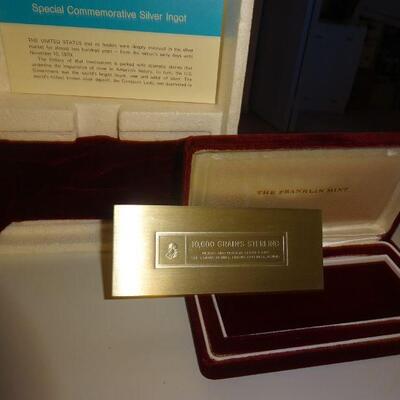 Special Commemorative Silver Ingot
THE UNITED STATES and its leaders were deeply involved in the silver
market for almost two hundred years — from the nation's early days until
November 10, 1970.
The history of that involvement is packed with dramatic stories that
underline the importance of silver in America's history. In turn, the U.S.
Government was the world's largest buyer, user and seller of silver. The
world's richest known silver deposit, the Comstock Lode, was
THE FRANKLIN MINT
10,000 GRAINS STERLING